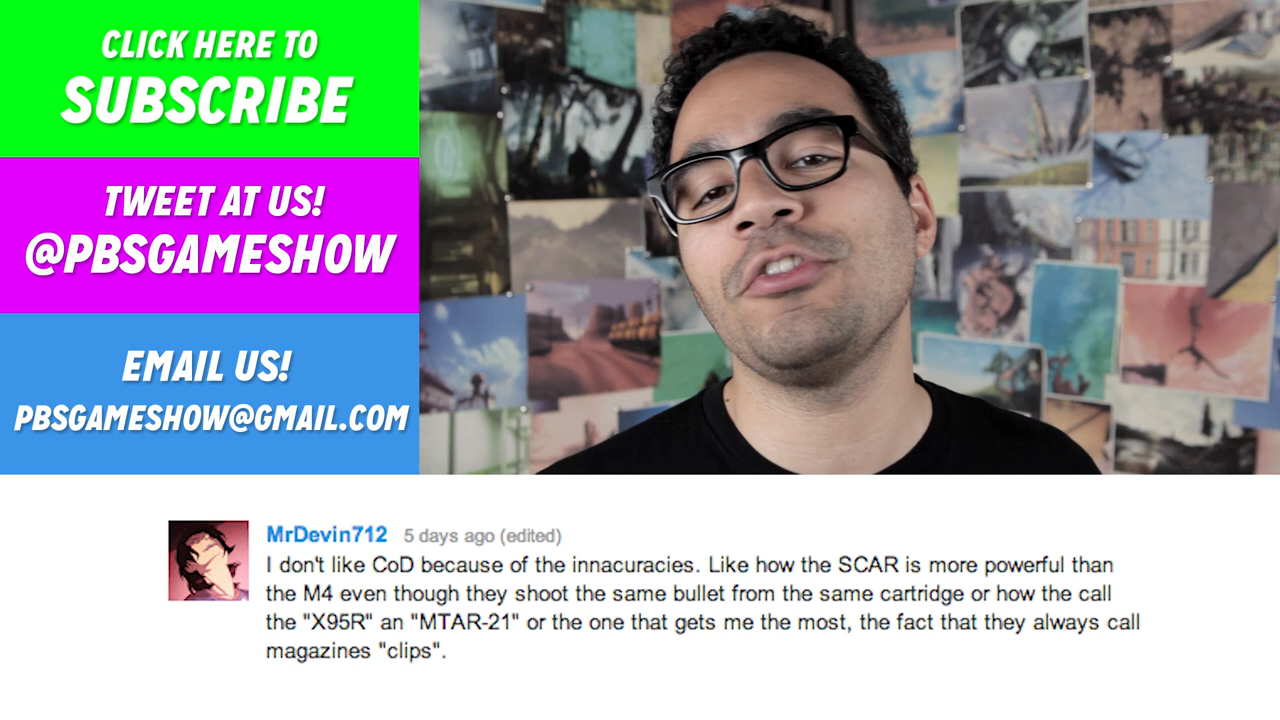 CLICK HERE TO
SUBSCRIBE
TWEET AT US!
@PBSGAMESHOW
EMAIL US!
PBSGAMESHOW@GMAIL.COM
MrDevin712 5 days ago (edited)
I don't like CoD because of the innacuracies. Like how the SCAR is more powerful than
the M4 even though they shoot the same bullet from the same cartridge or how the call
the "X95R" an "MTAR-21" or the one that gets me the most, the fact that they always call
magazines "clips".